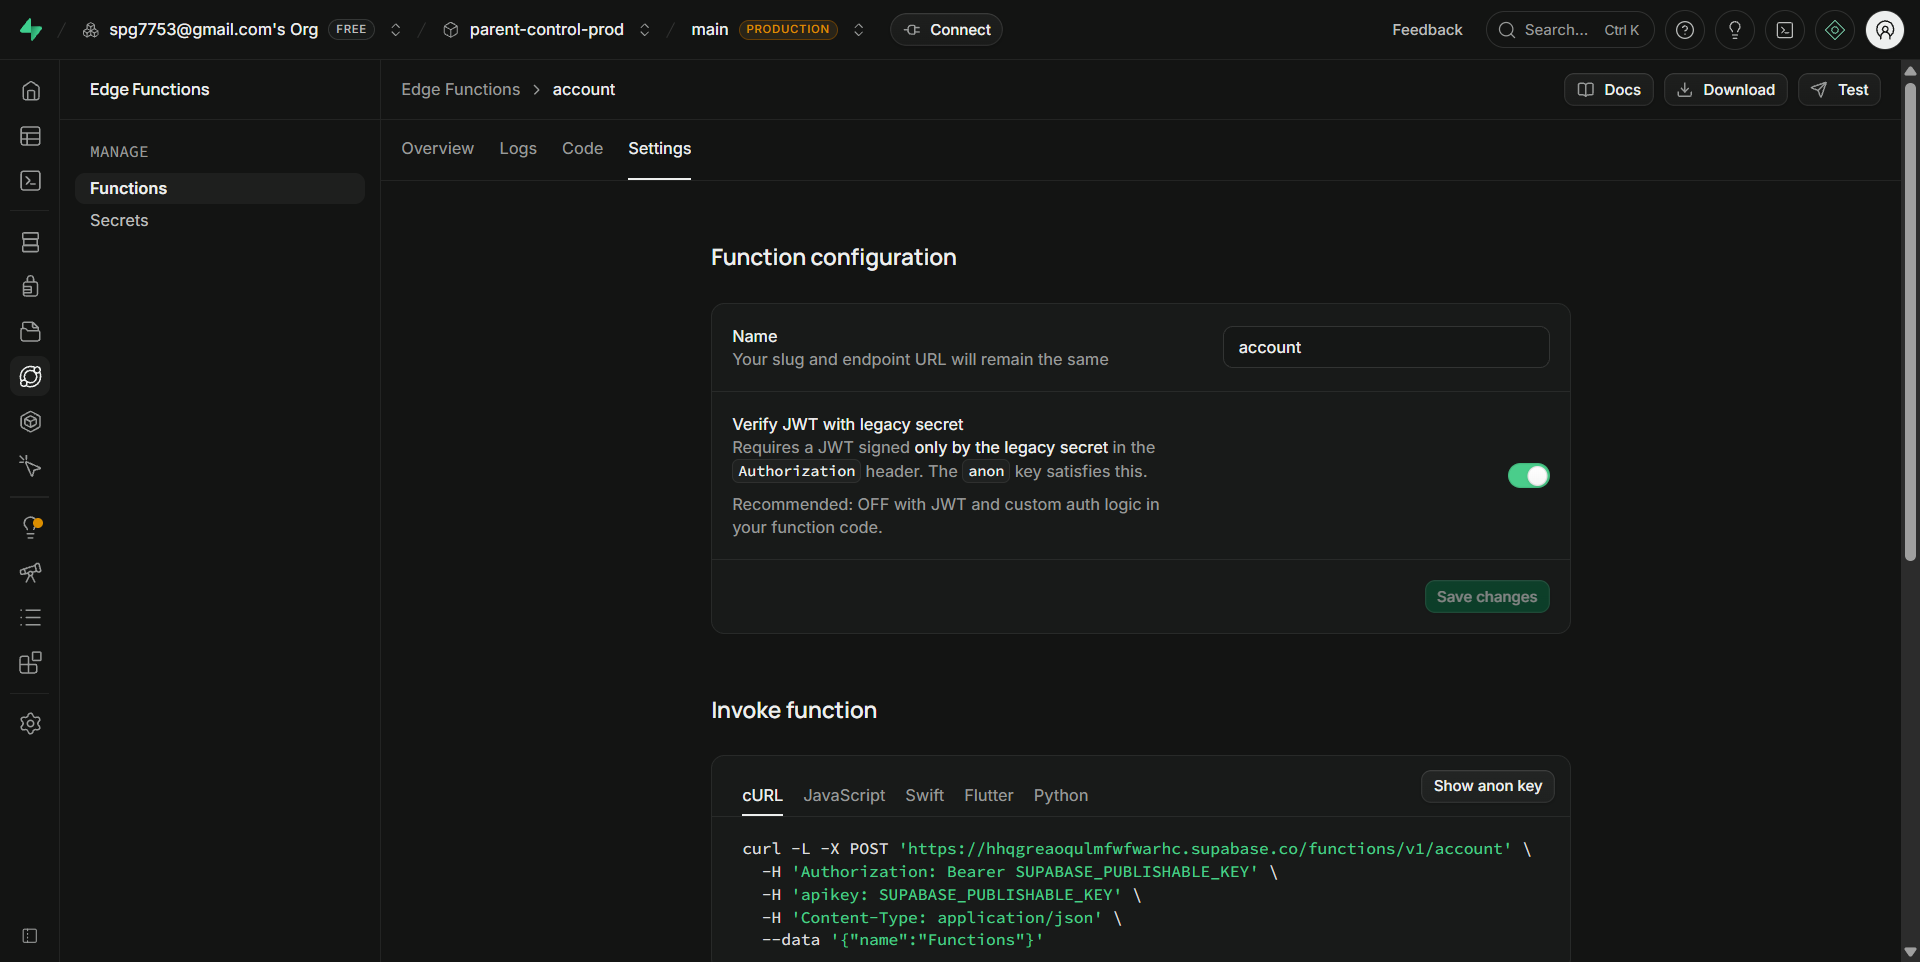 spg7753@gmail.com's Org FREE parent-control-prod main PRODUCTION Connect Feedback Search... Ctrl K
Edge Functions
Edge Functions > account Docs Download Test
MANAGE
Functions
Secrets
Overview Logs Code Settings
Function configuration
Name
Your slug and endpoint URL will remain the same
account
Verify JWT with legacy secret
Requires a JWT signed only by the legacy secret in the
Authorization header. The anon key satisfies this.
Recommended: OFF with JWT and custom auth logic in
your function code.
Save changes
Invoke function
cURL JavaScript Swift Flutter Python Show anon key
curl -L -X POST 'https://hhqgreaoqulmfwfwarhc.supabase.co/functions/v1/account' \
-H 'Authorization: Bearer SUPABASE_PUBLISHABLE_KEY' \
-H 'apikey: SUPABASE_PUBLISHABLE_KEY' \
-H 'Content-Type: application/json' \
--data '{"name":"Functions"}'